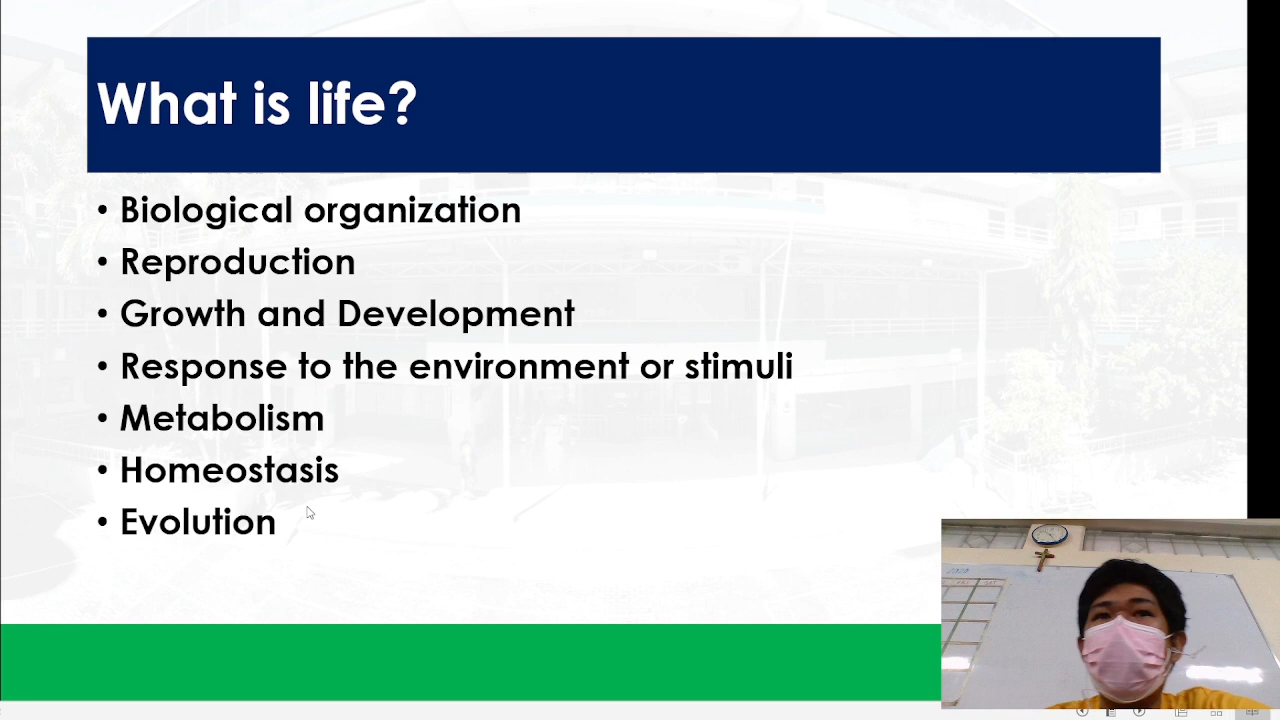 What is life?
• Biological organization
• Reproduction
• Growth and Development
• Response to the environment or stimuli
• Metabolism
• Homeostasis
• Evolution